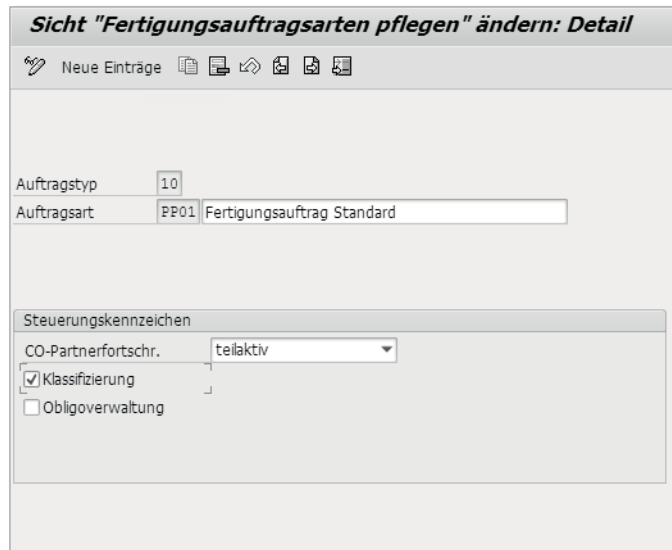 Sicht "Fertigungsauftragsarten pflegen" ändern: Detail
Neue Einträge
Auftragstyp 10
Auftragsart PP01 Fertigungsauftrag Standard
Steuerungskennzeichen
CO-Partnerfortschr. teilaktiv
Klassifizierung
Obligoverwaltung